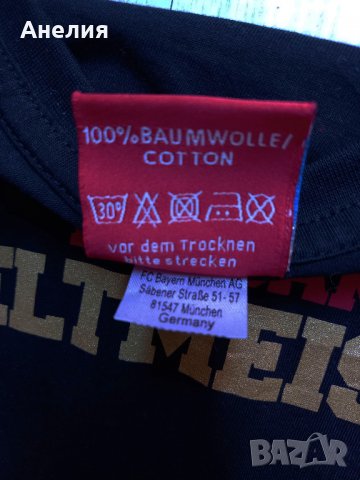 Анелия
100%BAUMWOLLE/
COTTON
30°
vor dem Trocknen
bitte strecken
FC Bayern München AG
Säbener Straße 51-57
81547 München
Germany
ELTMEIS
BAZAR